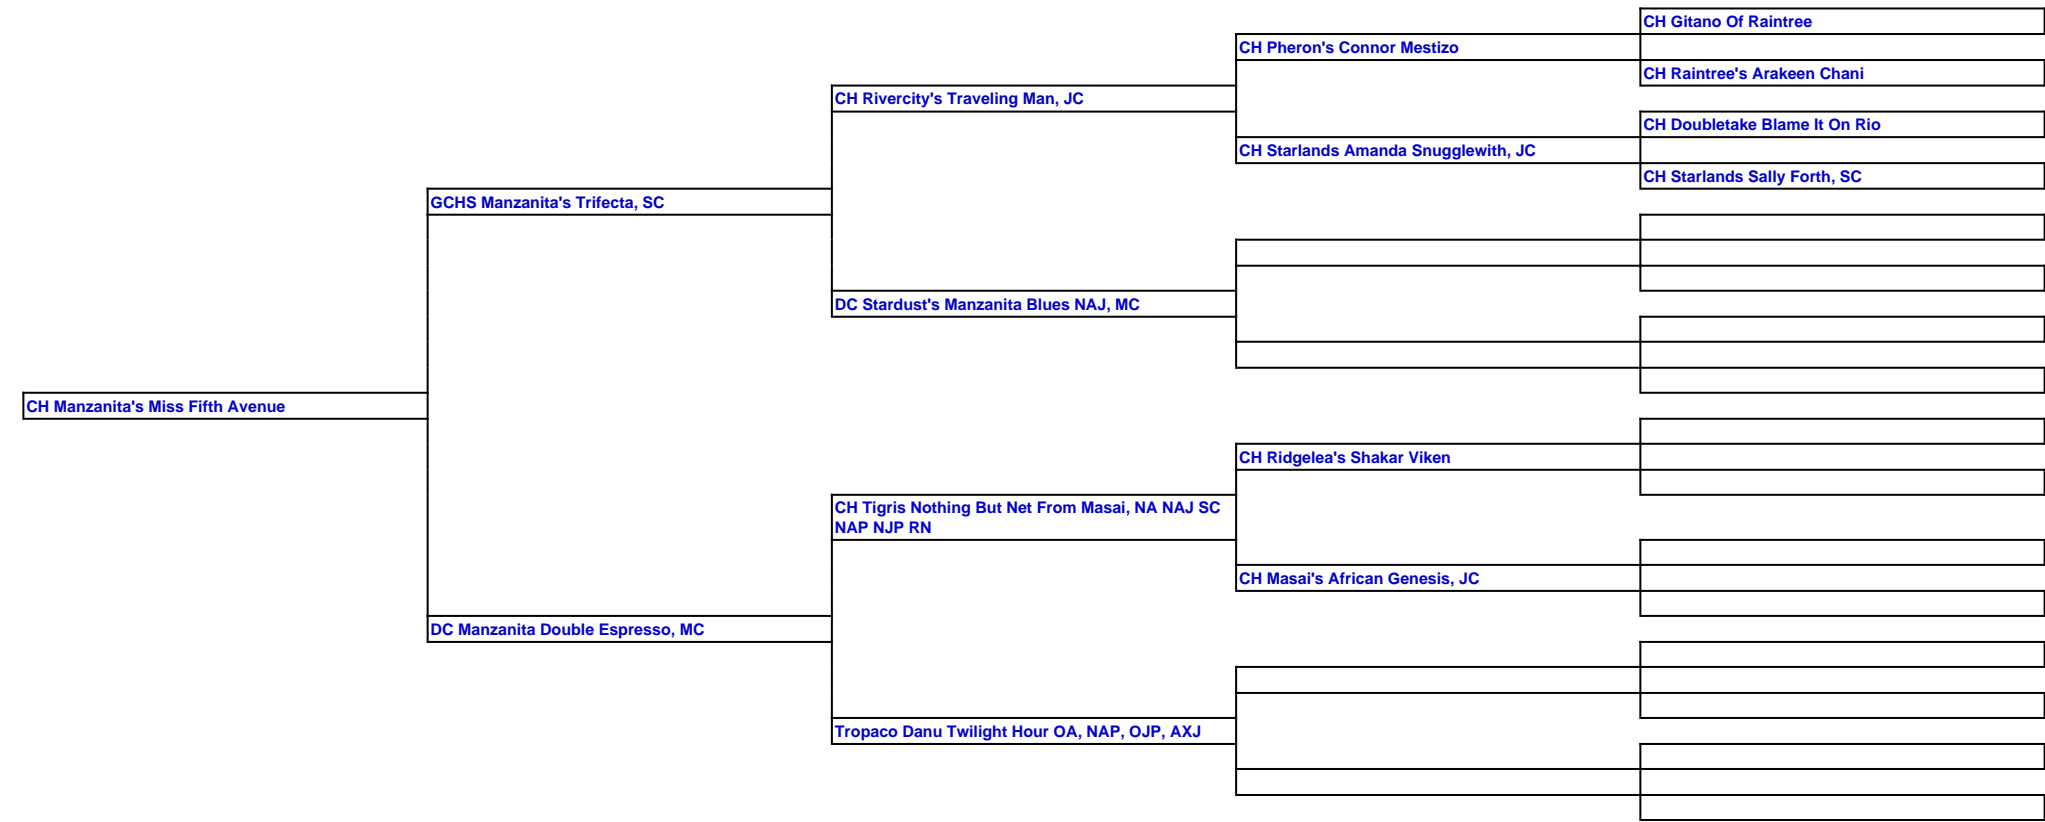 CH Gitano Of Raintree
CH Pheron's Connor Mestizo
CH Raintree's Arakeen Chani
CH Rivercity's Traveling Man, JC
CH Doubletake Blame It On Rio
CH Starlands Amanda Snugglewith, JC
CH Starlands Sally Forth, SC
GCHS Manzanita's Trifecta, SC
DC Stardust's Manzanita Blues NAJ, MC
CH Manzanita's Miss Fifth Avenue
CH Ridgelea's Shakar Viken
CH Tigris Nothing But Net From Masai, NA NAJ SC
NAP NJP RN
CH Masai's African Genesis, JC
DC Manzanita Double Espresso, MC
Tropaco Danu Twilight Hour OA, NAP, OJP, AXJ